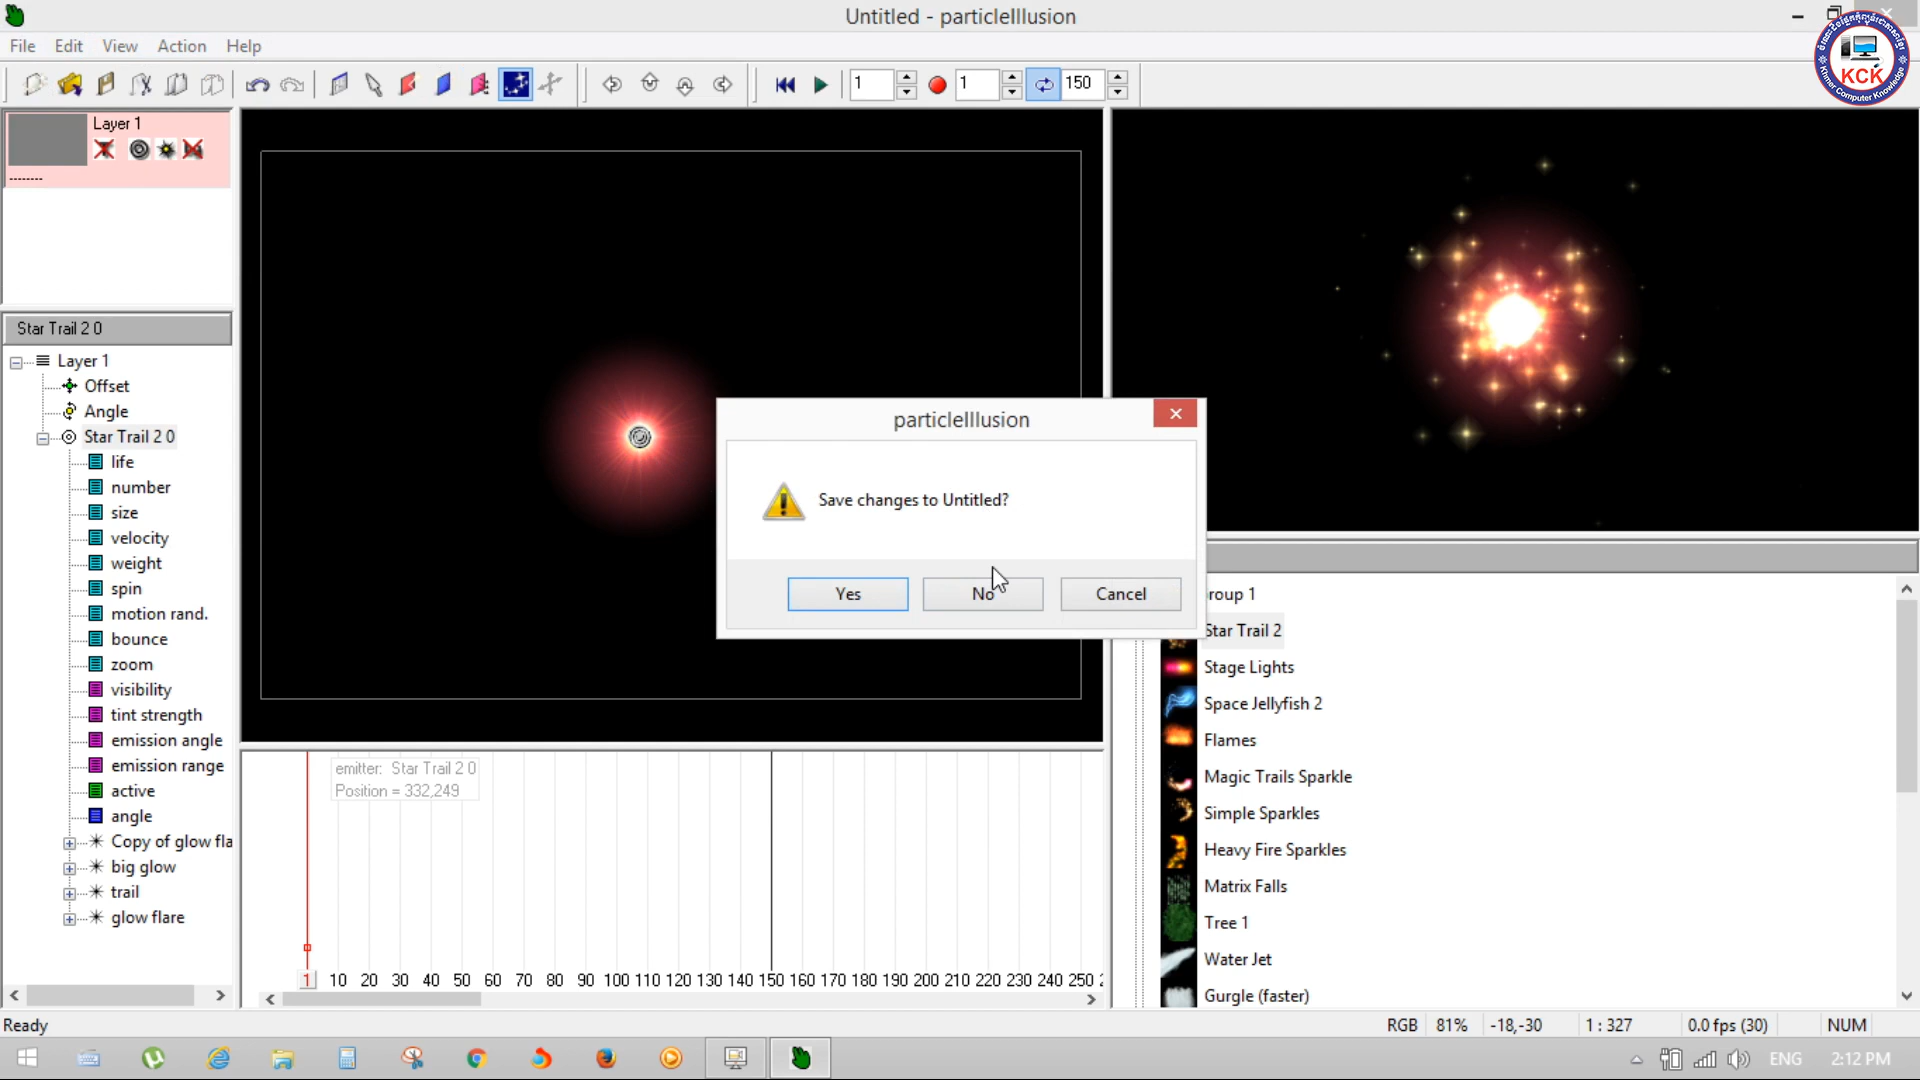 Untitled - particleIllusion
File Edit View Action Help
1 1 150
KCK
Khmer Computer Knowledge
Layer 1
--------
Star Trail 2 0
Layer 1
Offset
Angle
Star Trail 2 0
life
number
size
velocity
weight
spin
motion rand.
bounce
zoom
visibility
tint strength
emission angle
emission range
active
angle
Copy of glow fla
big glow
trail
glow flare
particleIllusion
Save changes to Untitled?
Yes No Cancel
roup 1
Star Trail 2
Stage Lights
Space Jellyfish 2
Flames
Magic Trails Sparkle
Simple Sparkles
Heavy Fire Sparkles
Matrix Falls
Tree 1
Water Jet
Gurgle (faster)
emitter: Star Trail 2 0
Position = 332,249
1 10 20 30 40 50 60 70 80 90 100 110 120 130 140 150 160 170 180 190 200 210 220 230 240 250
Ready
RGB 81% -18,-30 1 : 327 0.0 fps (30) NUM
ENG 2:12 PM